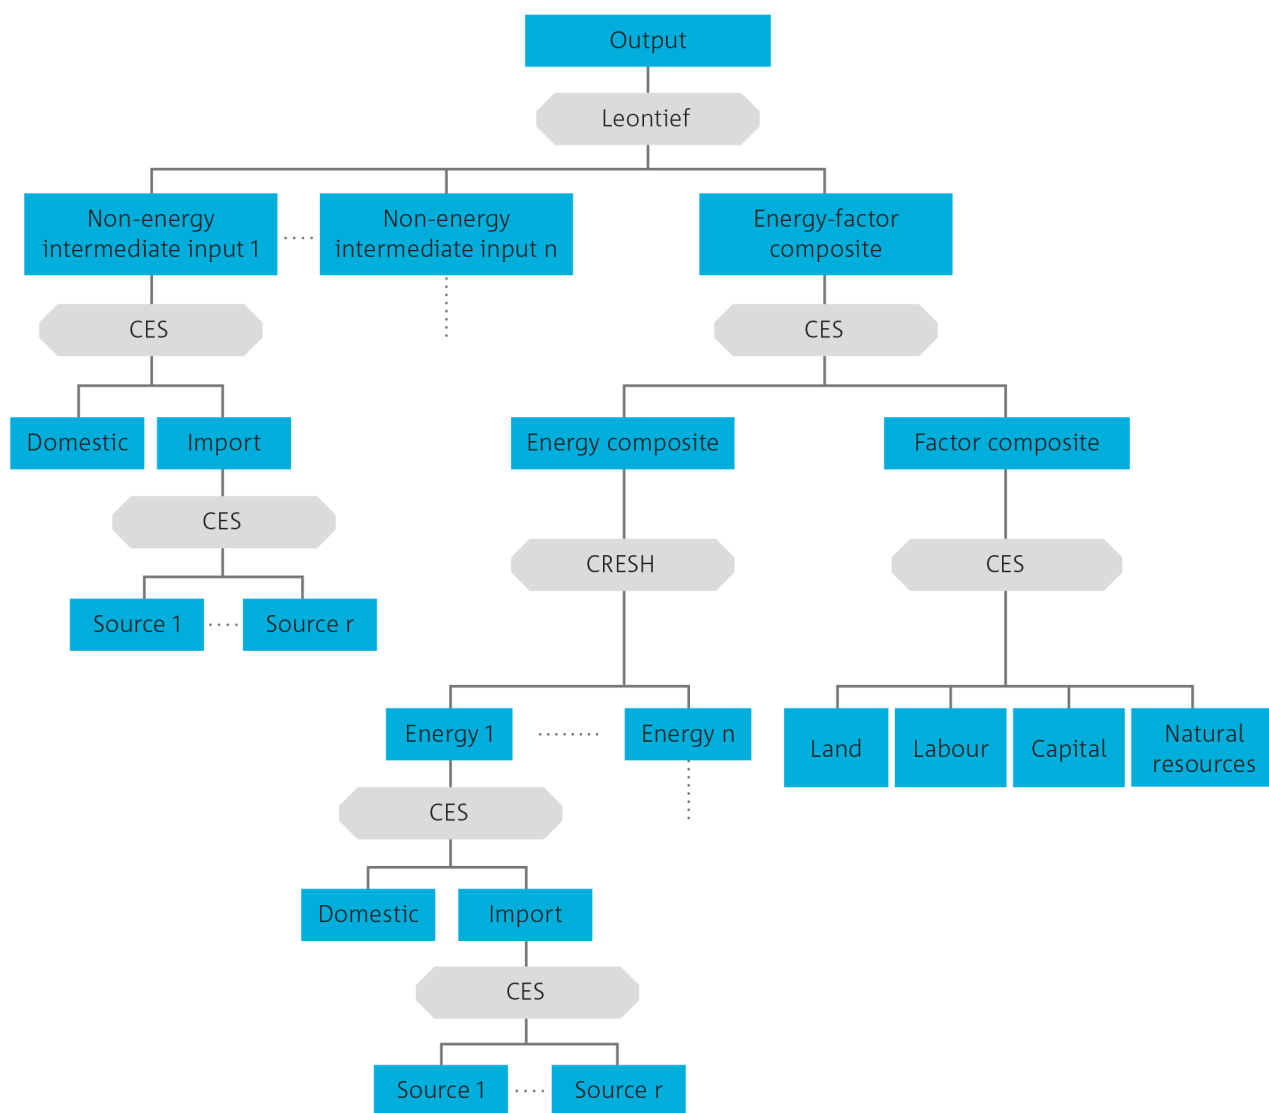 Output
Leontief
Non-energy
intermediate input 1
Non-energy
intermediate input n
Energy-factor
composite
CES
CES
Domestic
Import
Energy composite
Factor composite
CES
CRESH
CES
Source 1
Source r
Energy 1
Energy n
Land
Labour
Capital
Natural
resources
CES
Domestic
Import
CES
Source 1
Source r